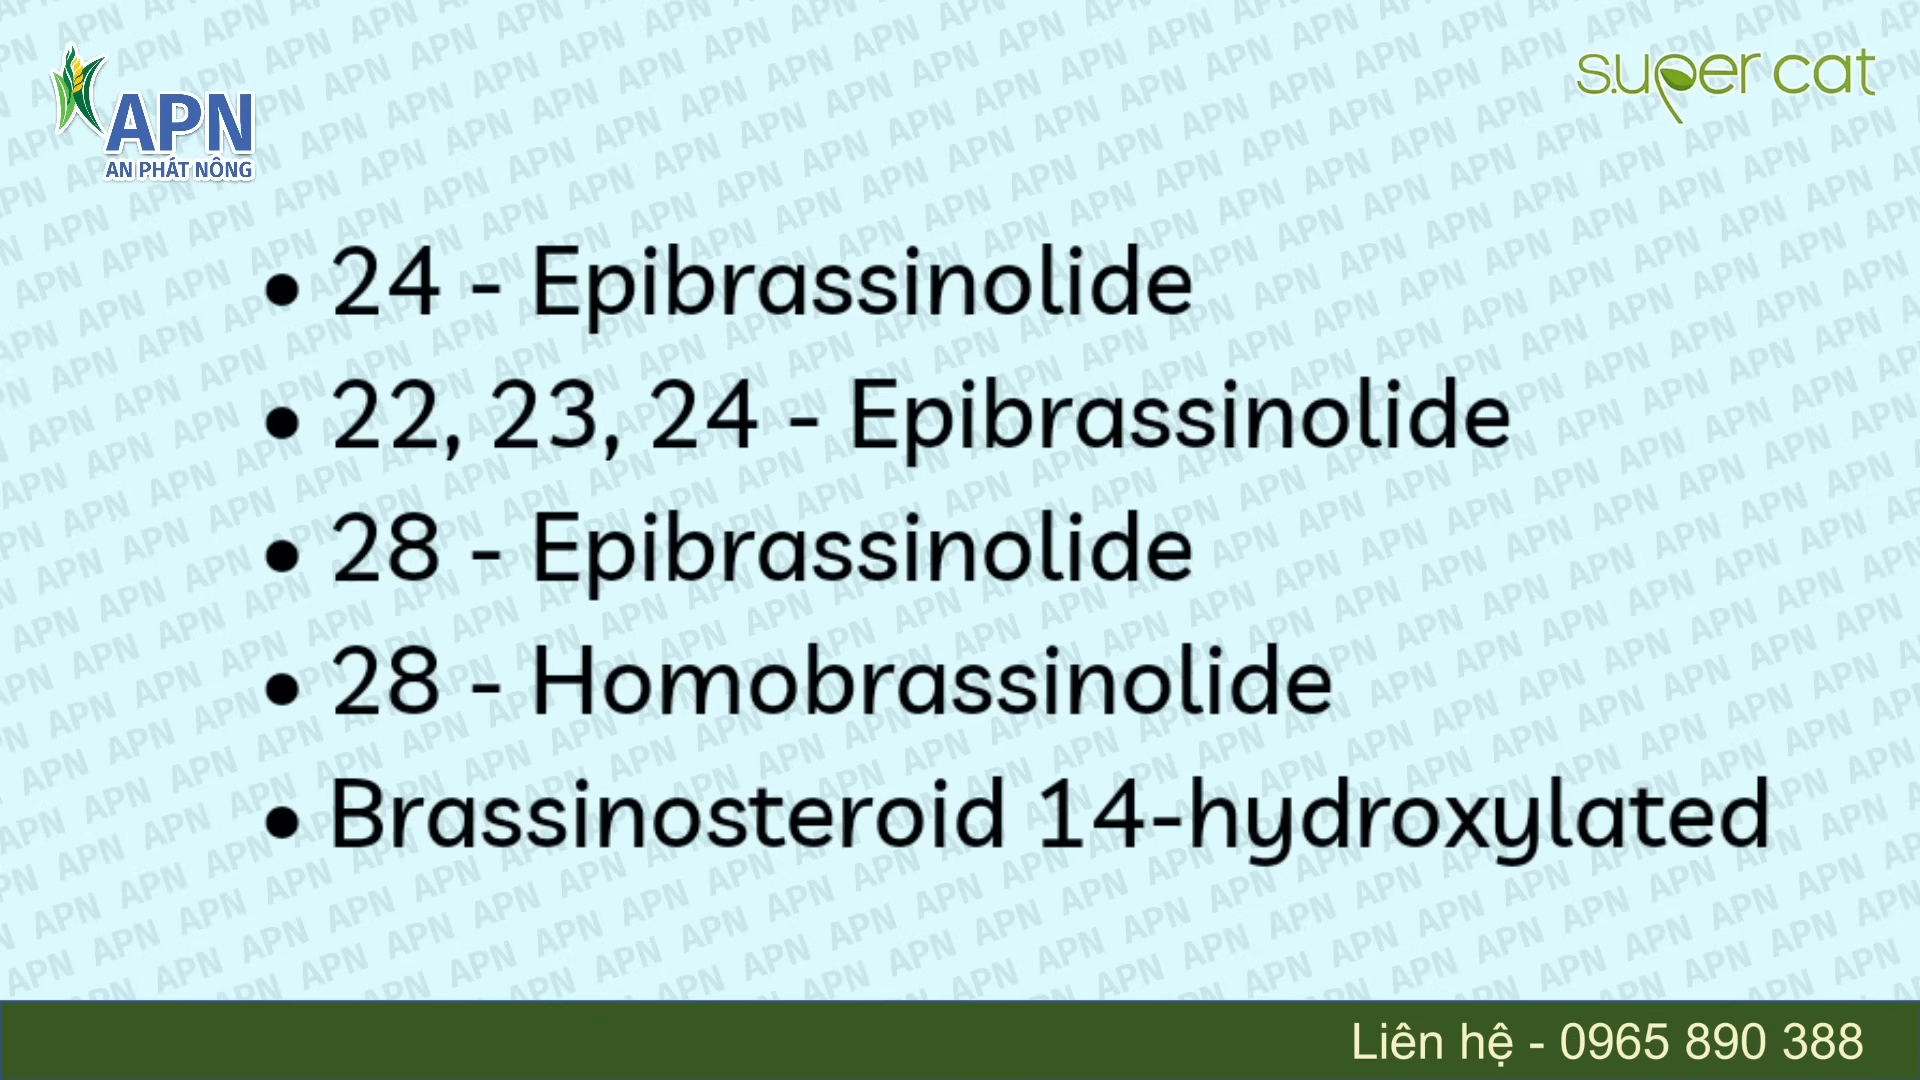 APN
AN PHÁT NÔNG
super cat
• 24 - Epibrassinolide
• 22, 23, 24 - Epibrassinolide
• 28 - Epibrassinolide
• 28 - Homobrassinolide
• Brassinosteroid 14-hydroxylated
Liên hệ - 0965 890 388